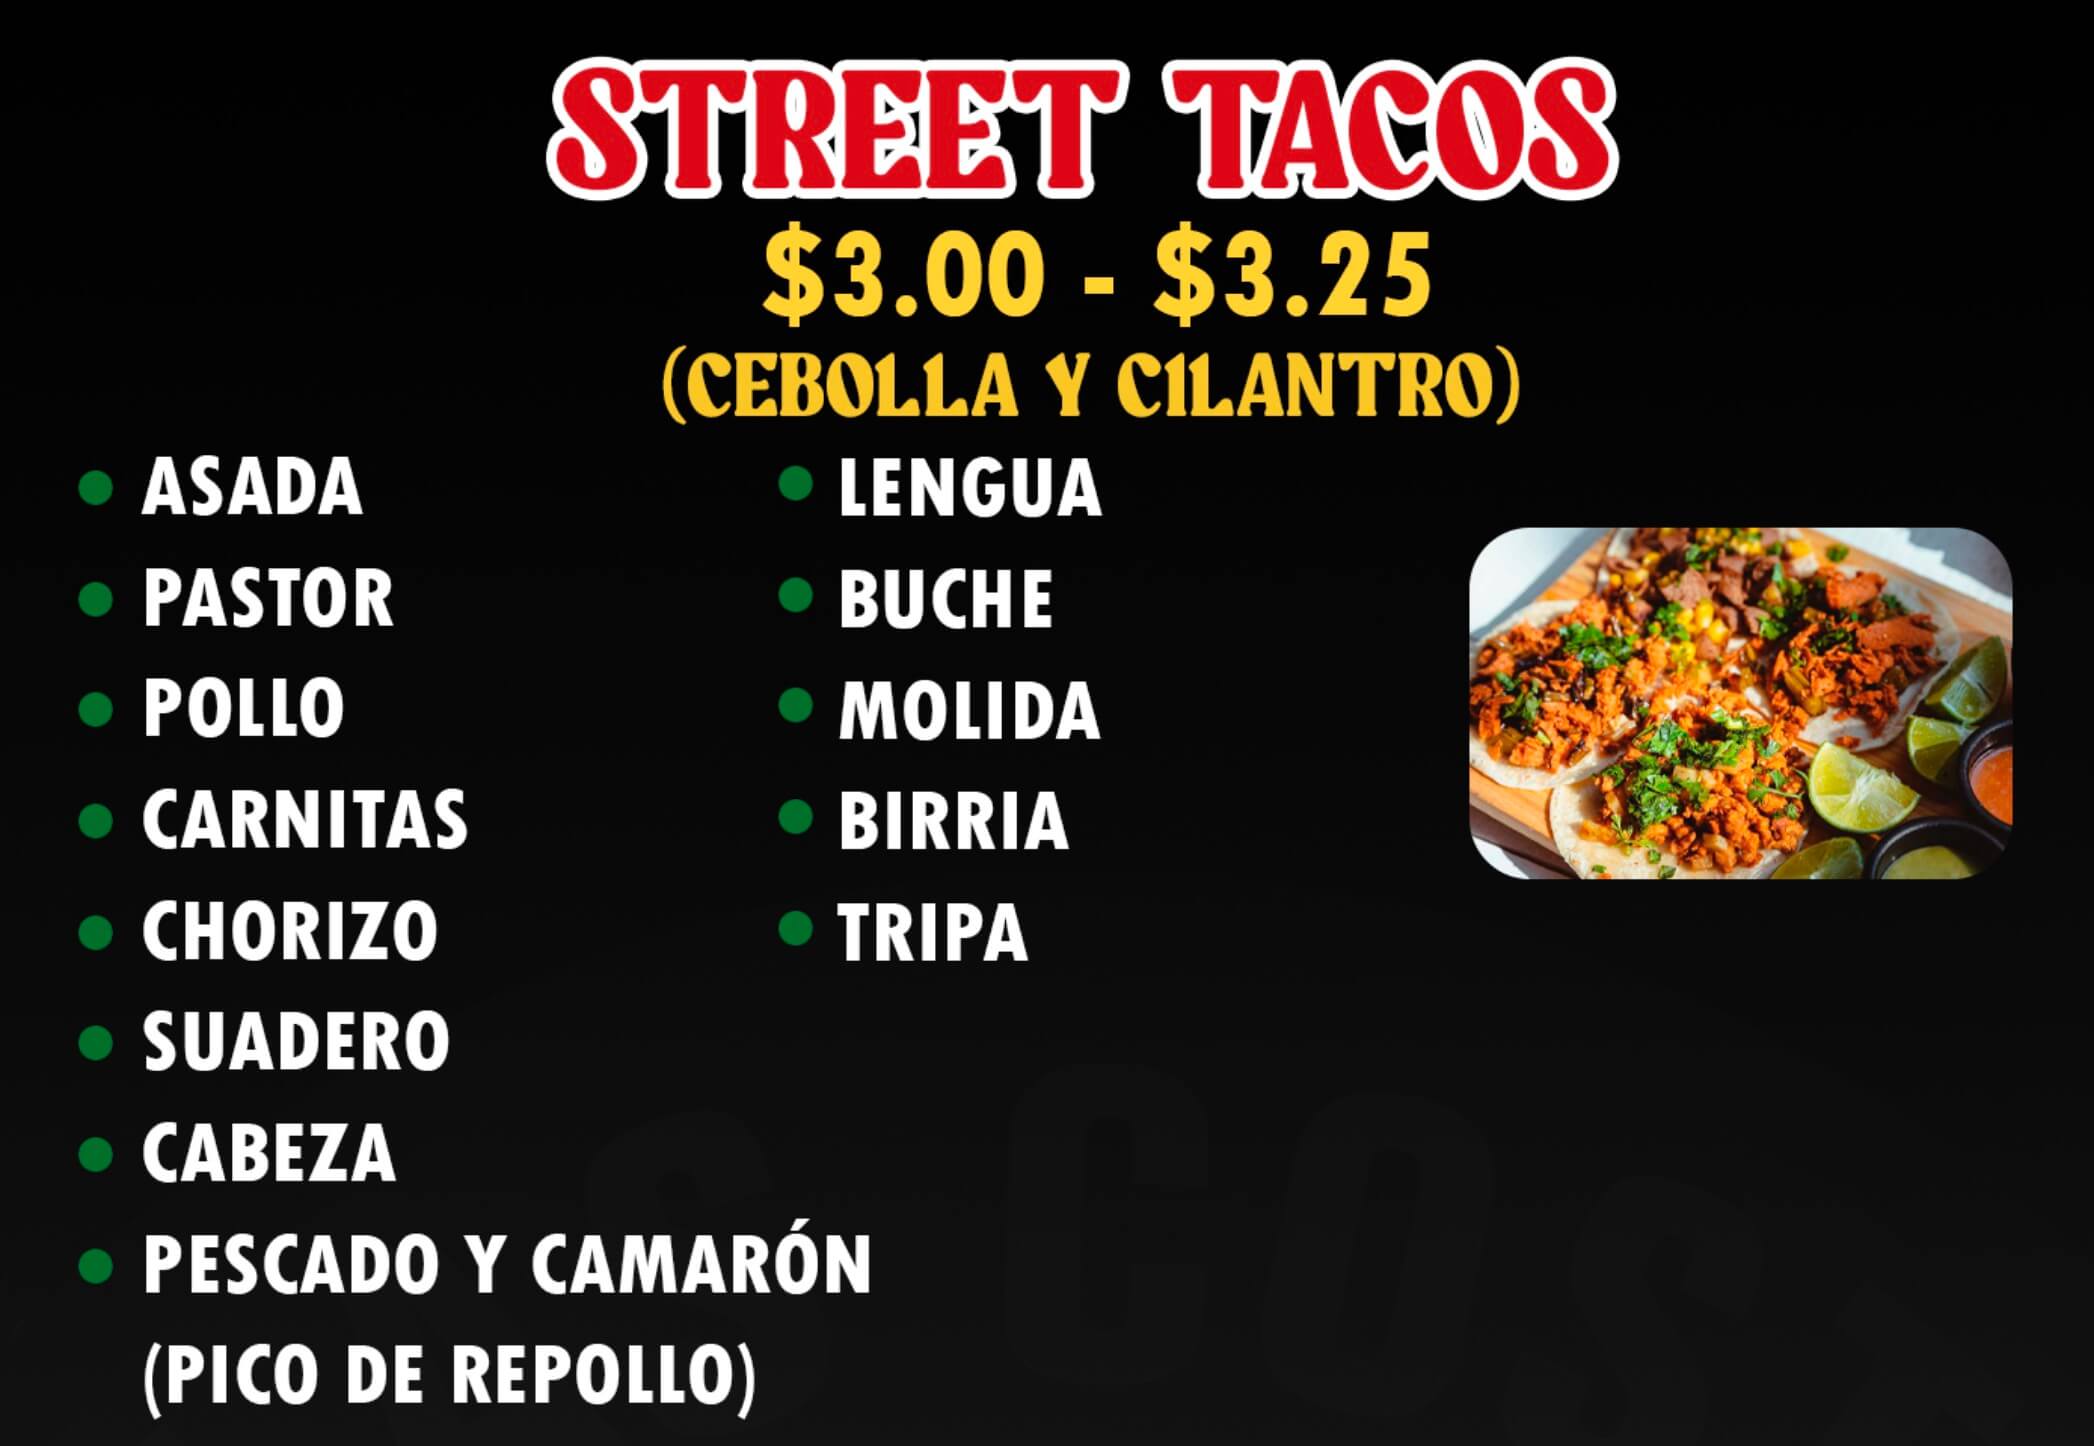 STREET TACOS
$3.00 - $3.25
(CEBOLLA Y CILANTRO)
ASADA
PASTOR
POLLO
CARNITAS
CHORIZO
SUADERO
CABEZA
PESCADO Y CAMARÓN
(PICO DE REPOLLO)
LENGUA
BUCHE
MOLIDA
BIRRIA
TRIPA